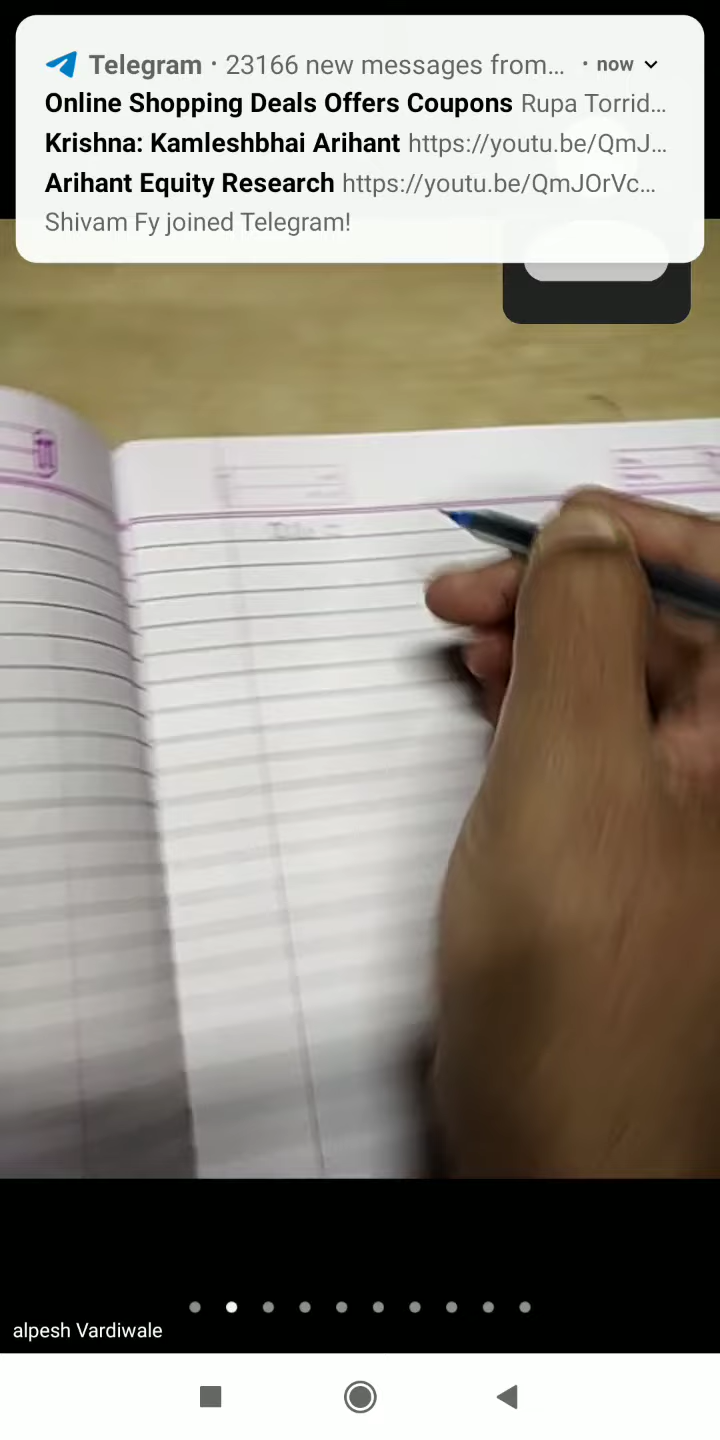 Telegram · 23166 new messages from... · now
Online Shopping Deals Offers Coupons Rupa Torrid...
Krishna: Kamleshbhai Arihant https://youtu.be/QmJ...
Arihant Equity Research https://youtu.be/QmJOrVc...
Shivam Fy joined Telegram!
alpesh Vardiwale